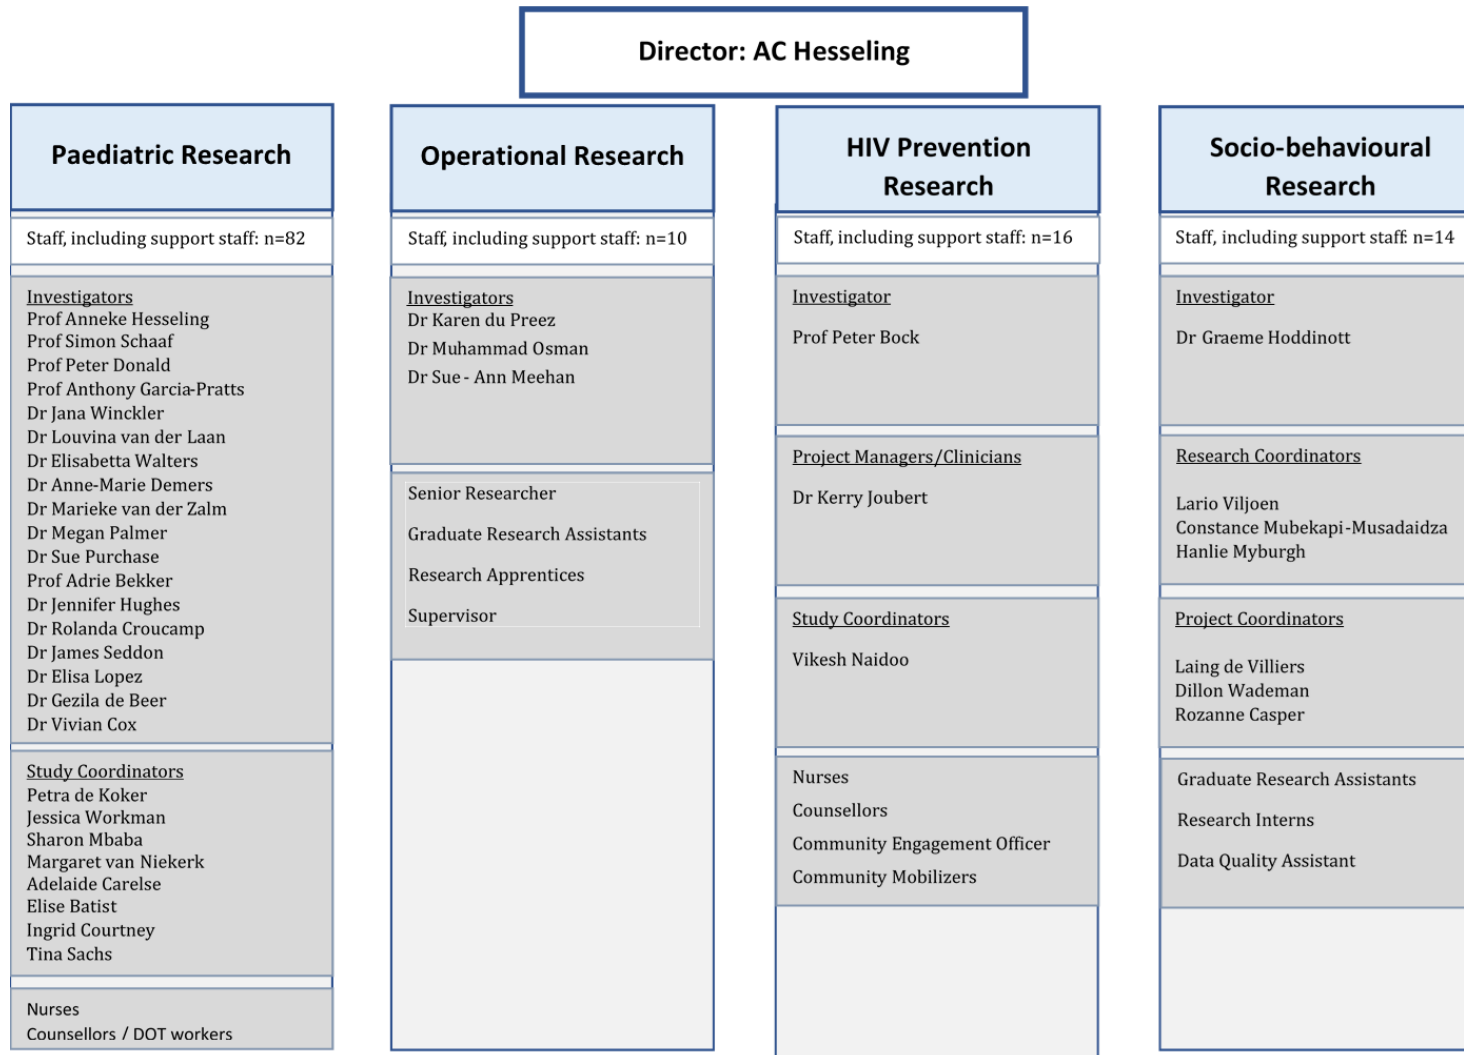 Director: AC Hesseling
Paediatric Research
Staff, including support staff: n=82
Investigators
Prof Anneke Hesseling
Prof Simon Schaaf
Prof Peter Donald
Prof Anthony Garcia-Pratts
Dr Jana Winckler
Dr Louvina van der Laan
Dr Elisabetta Walters
Dr Anne-Marie Demers
Dr Marieke van der Zalm
Dr Megan Palmer
Dr Sue Purchase
Prof Adrie Bekker
Dr Jennifer Hughes
Dr Rolanda Croucamp
Dr James Seddon
Dr Elisa Lopez
Dr Gezila de Beer
Dr Vivian Cox
Study Coordinators
Petra de Koker
Jessica Workman
Sharon Mbaba
Margaret van Niekerk
Adelaide Carelse
Elise Batist
Ingrid Courtney
Tina Sachs
Nurses
Counsellors / DOT workers
Operational Research
Staff, including support staff: n=10
Investigators
Dr Karen du Preez
Dr Muhammad Osman
Dr Sue - Ann Meehan
Senior Researcher
Graduate Research Assistants
Research Apprentices
Supervisor
HIV Prevention
Research
Staff, including support staff: n=16
Investigator
Prof Peter Bock
Project Managers/Clinicians
Dr Kerry Joubert
Study Coordinators
Vikesh Naidoo
Nurses
Counsellors
Community Engagement Officer
Community Mobilizers
Socio-behavioural
Research
Staff, including support staff: n=14
Investigator
Dr Graeme Hoddinott
Research Coordinators
Lario Viljoen
Constance Mubekapi-Musadaidza
Hanlie Myburgh
Project Coordinators
Laing de Villiers
Dillon Wademan
Rozanne Casper
Graduate Research Assistants
Research Interns
Data Quality Assistant